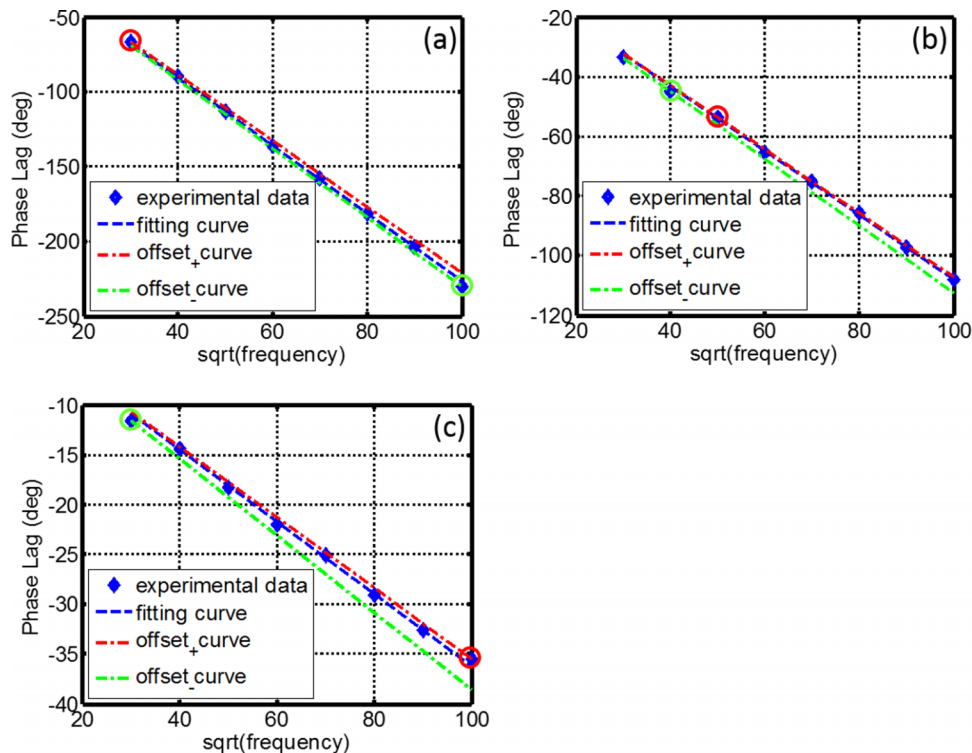 (a)
-50
-100
-150
-200
-250
Phase Lag (deg)
experimental data
fitting curve
offset+curve
offset-curve
20 40 60 80 100
sqrt(frequency)
(b)
-20
-40
-60
-80
-100
-120
Phase Lag (deg)
experimental data
fitting curve
offset+curve
offset-curve
20 40 60 80 100
sqrt(frequency)
(c)
-10
-15
-20
-25
-30
-35
-40
Phase Lag (deg)
experimental data
fitting curve
offset+curve
offset-curve
20 40 60 80 100
sqrt(frequency)